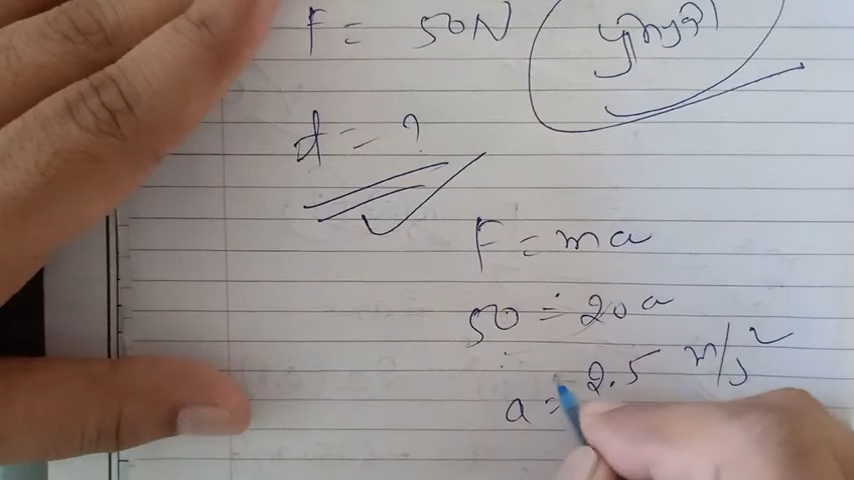 F = 50N
d = ?
F = ma
50 = 20a
a = 2.5 m/s²